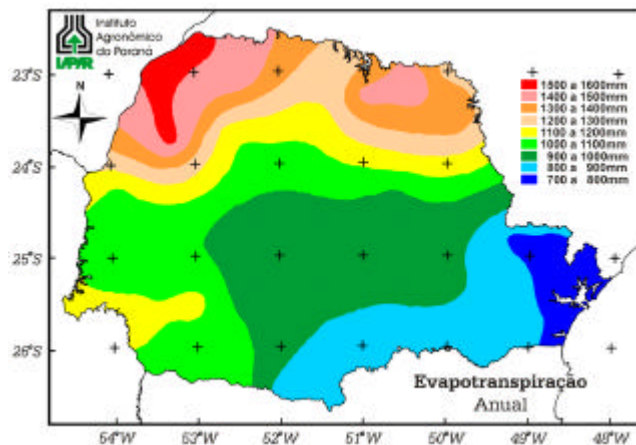 Instituto
Agronômico
do Paraná
IAPAR
N
23°S
24°S
25°S
26°S
1500 a 1600mm
1400 a 1500mm
1300 a 1400mm
1200 a 1300mm
1100 a 1200mm
1000 a 1100mm
900 a 1000mm
800 a 900mm
700 a 800mm
Evapotranspiração
Anual
54°W 53°W 52°W 51°W 50°W 49°W 48°W